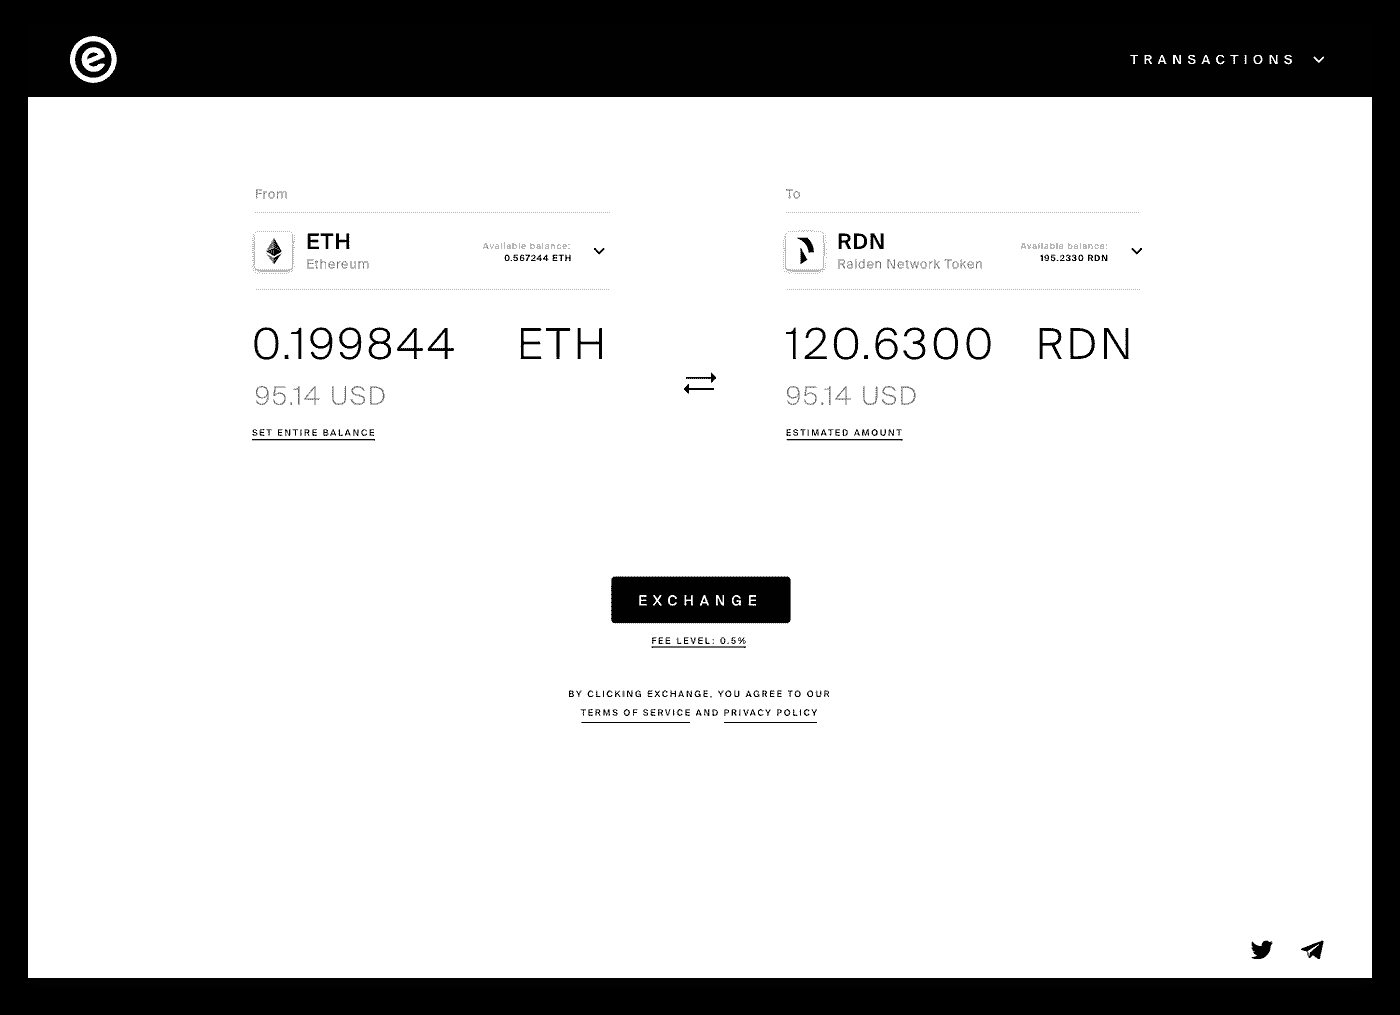 e
TRANSACTIONS
From
ETH
Ethereum
Available balance:
0.567244 ETH
0.199844 ETH
95.14 USD
SET ENTIRE BALANCE
To
RDN
Raiden Network Token
Available balance:
195.2330 RDN
120.6300 RDN
95.14 USD
ESTIMATED AMOUNT
EXCHANGE
FEE LEVEL: 0.5%
BY CLICKING EXCHANGE, YOU AGREE TO OUR
TERMS OF SERVICE AND PRIVACY POLICY